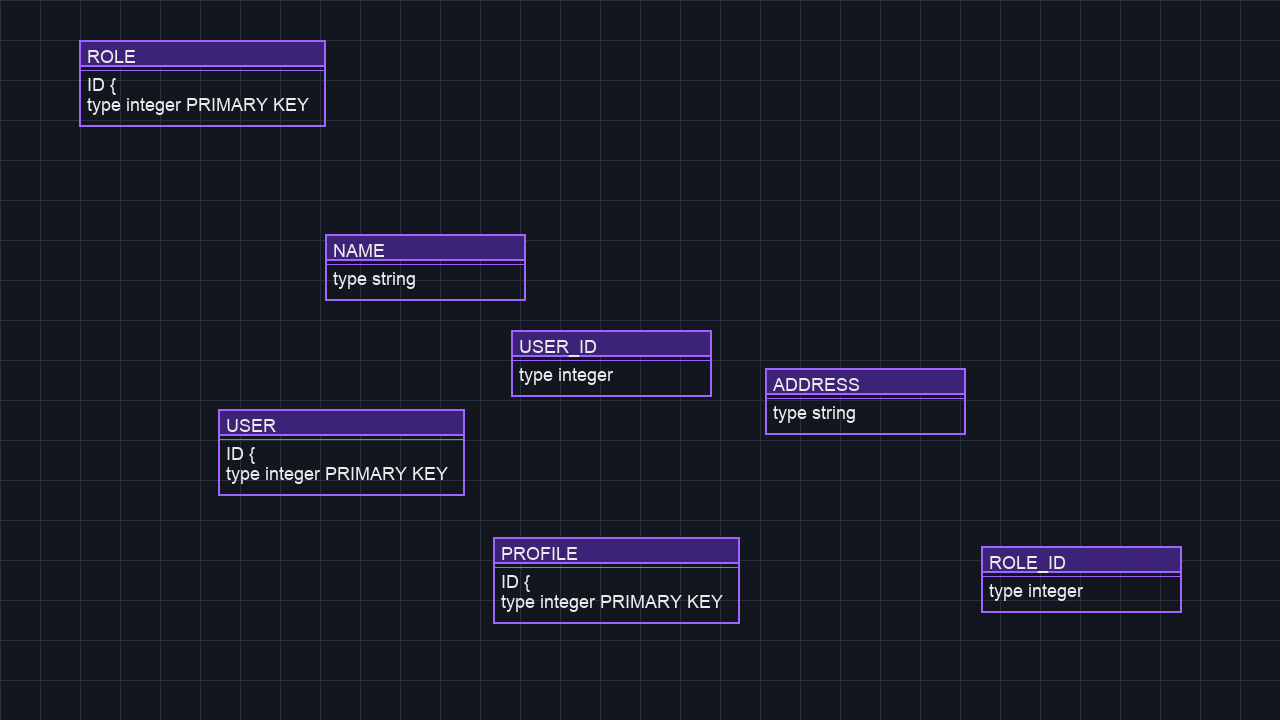 ROLE
ID {
type integer PRIMARY KEY
NAME
type string
USER_ID
type integer
ADDRESS
type string
USER
ID {
type integer PRIMARY KEY
PROFILE
ID {
type integer PRIMARY KEY
ROLE_ID
type integer